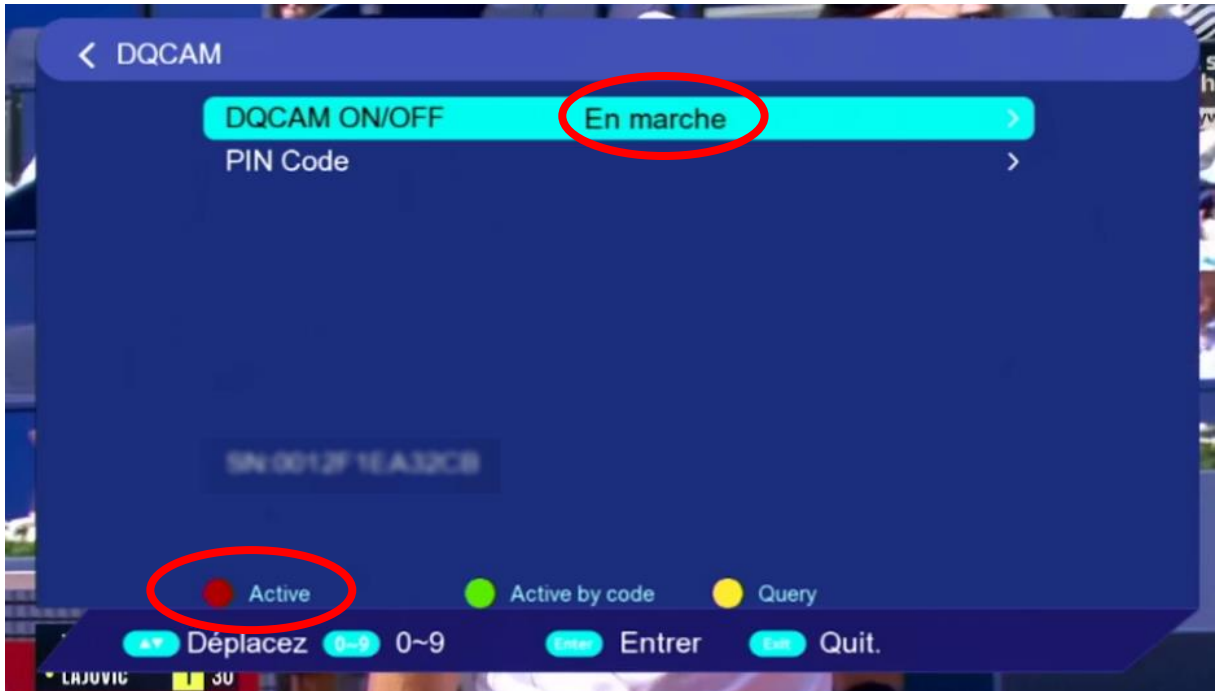 < DQCAM
DQCAM ON/OFF En marche >
PIN Code >
Active Active by code Query
▲▼ Déplacez 0~9 0~9 Enter Entrer Exit Quit.
LAJOVIC 1 30